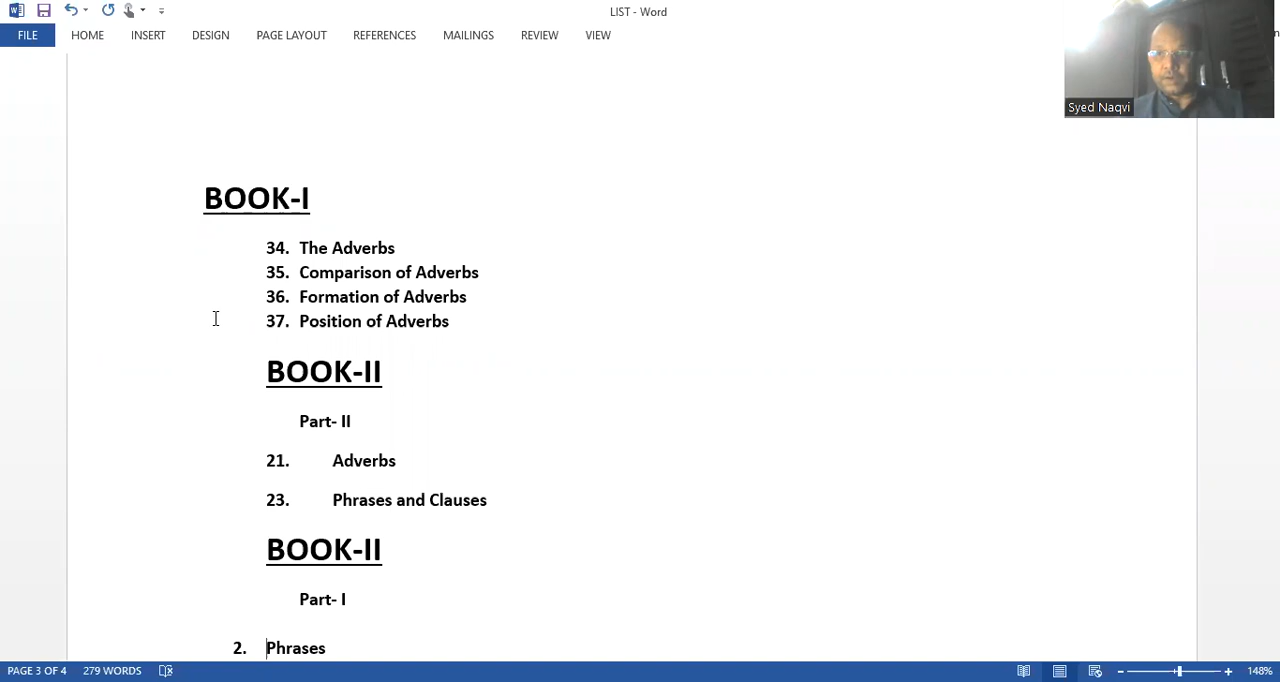 LIST - Word
FILE HOME INSERT DESIGN PAGE LAYOUT REFERENCES MAILINGS REVIEW VIEW
Syed Naqvi
BOOK-I
34. The Adverbs
35. Comparison of Adverbs
36. Formation of Adverbs
37. Position of Adverbs
BOOK-II
Part- II
21. Adverbs
23. Phrases and Clauses
BOOK-II
Part- I
2. Phrases
PAGE 3 OF 4 279 WORDS 148%